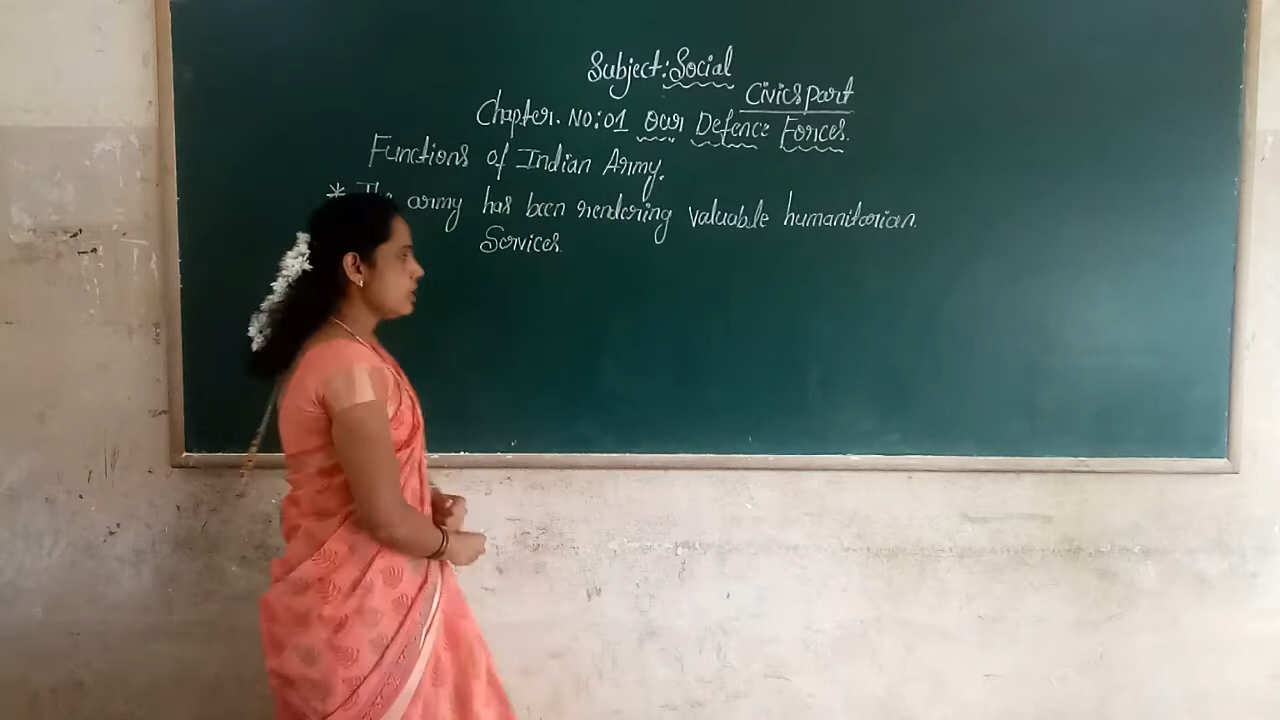 Subject: Social
Civics part
Chapter. No: 01 Our Defence Forces.
Functions of Indian Army.
* The army has been rendering valuable humanitarian.
Services.